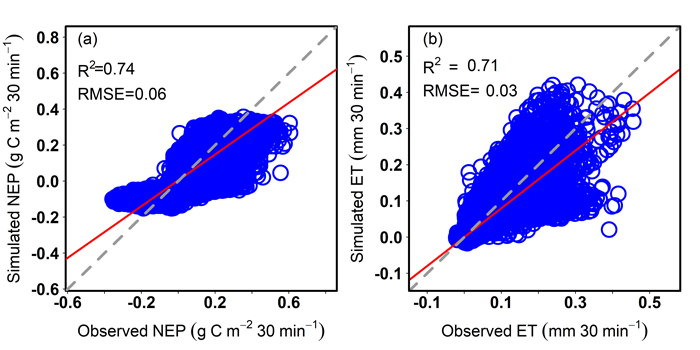 (a)
R²=0.74
RMSE=0.06
Simulated NEP (g C m⁻² 30 min⁻¹)
0.8
0.6
0.4
0.2
0.0
-0.2
-0.4
-0.6
-0.6 -0.2 0.2 0.6
Observed NEP (g C m⁻² 30 min⁻¹)
(b)
R² = 0.71
RMSE= 0.03
Simulated ET (mm 30 min⁻¹)
0.5
0.4
0.3
0.2
0.1
0.0
-0.1
-0.1 0.1 0.3 0.5
Observed ET (mm 30 min⁻¹)